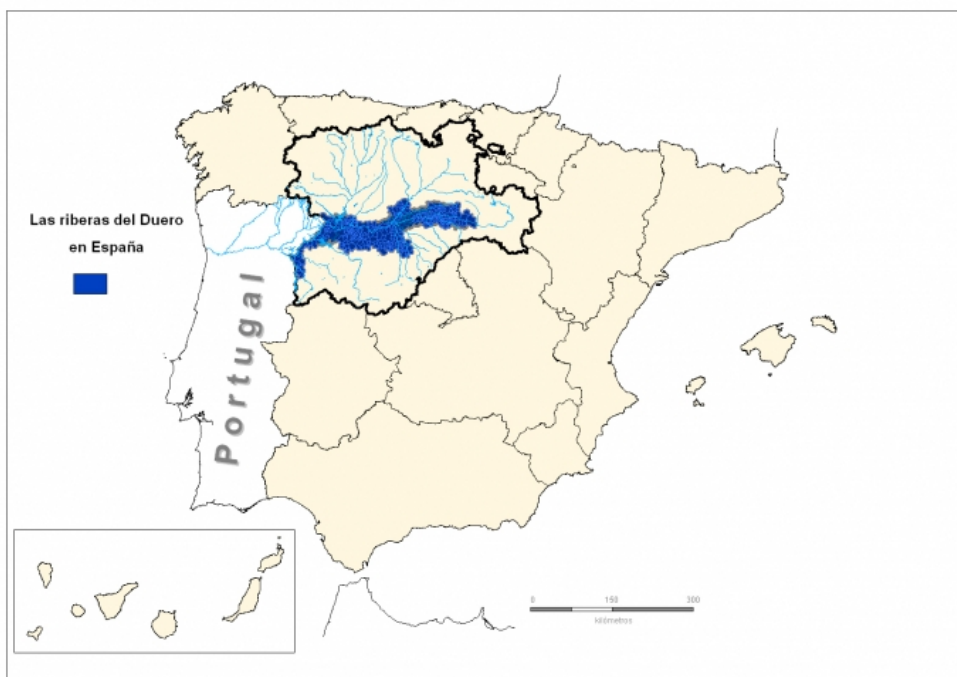 Las riberas del Duero
en España
Portugal
0 150 300
kilómetros